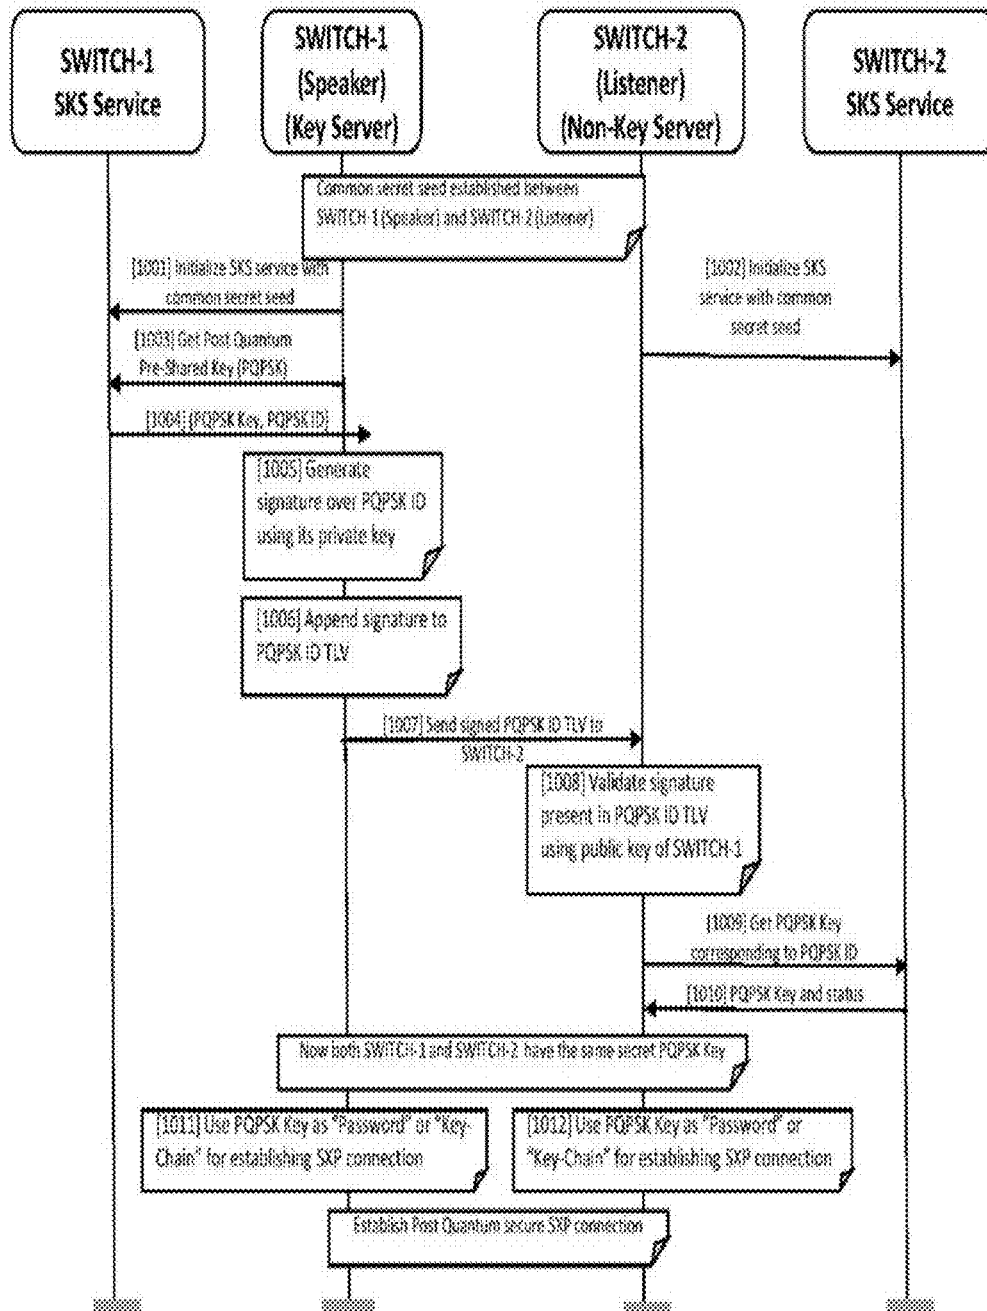 SWITCH-1
SKS Service
SWITCH-1
(Speaker)
(Key Server)
SWITCH-2
(Listener)
(Non-Key Server)
SWITCH-2
SKS Service
Common secret seed established between
SWITCH-1 (Speaker) and SWITCH-2 (Listener)
[1001] Initialize SKS service with
common secret seed
[1002] Initialize SKS
service with common
secret seed
[1003] Get Post Quantum
Pre-Shared Key (PQPSK)
[1004] (PQPSK Key, PQPSK ID)
[1005] Generate
signature over PQPSK ID
using its private key
[1006] Append signature to
PQPSK ID TLV
[1007] Send signed PQPSK ID TLV to
SWITCH-2
[1008] Validate signature
present in PQPSK ID TLV
using public key of SWITCH-1
[1009] Get PQPSK Key
corresponding to PQPSK ID
[1010] PQPSK Key and status
Now both SWITCH-1 and SWITCH-2 have the same secret PQPSK Key
[1011] Use PQPSK Key as "Password" or "Key-
Chain" for establishing SXP connection
[1012] Use PQPSK Key as "Password" or
"Key-Chain" for establishing SXP connection
Establish Post Quantum secure SXP connection